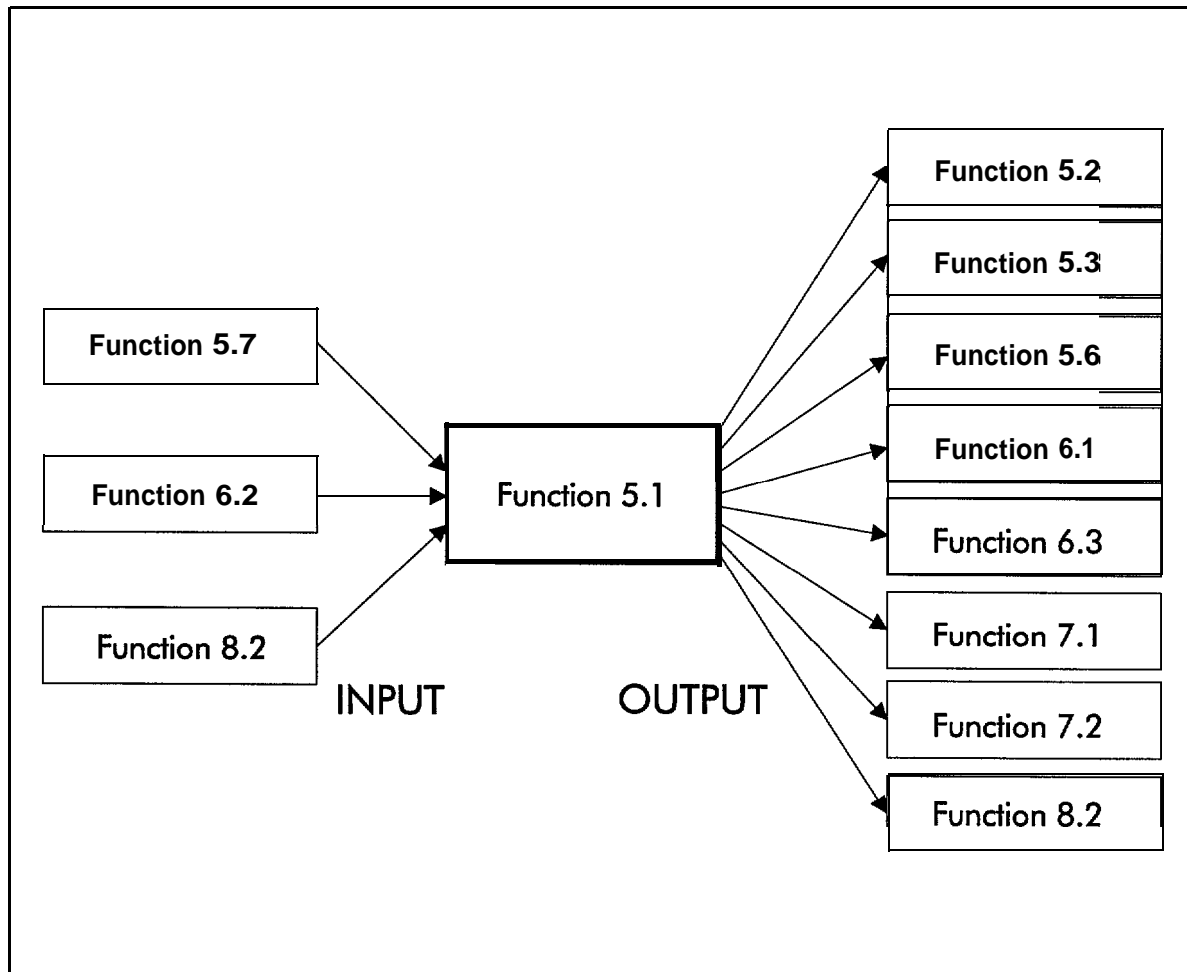 Function 5.7
Function 6.2
Function 8.2
INPUT
Function 5.1
OUTPUT
Function 5.2
Function 5.3
Function 5.6
Function 6.1
Function 6.3
Function 7.1
Function 7.2
Function 8.2